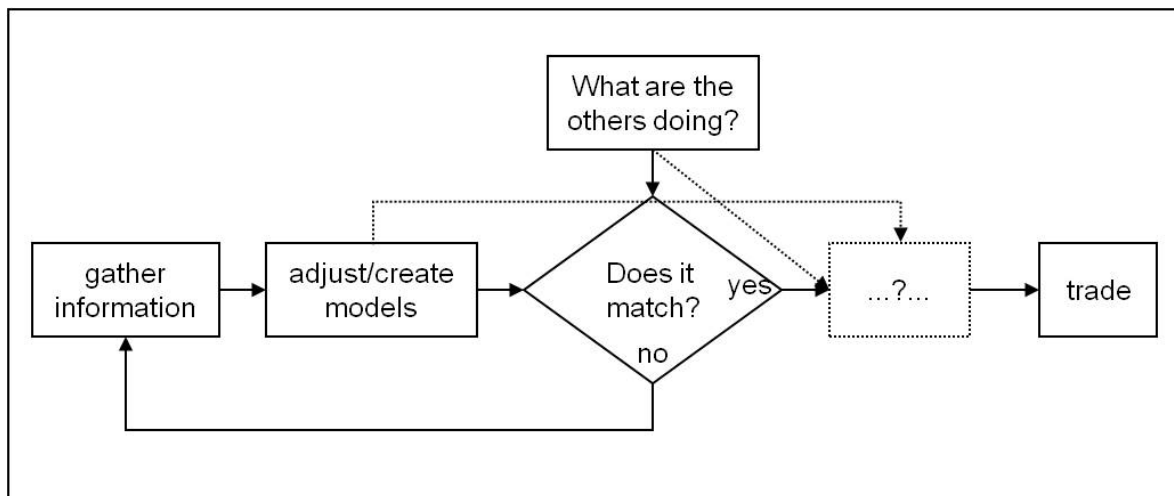 What are the
others doing?
gather
information
adjust/create
models
Does it
match?
yes
no
...?...
trade